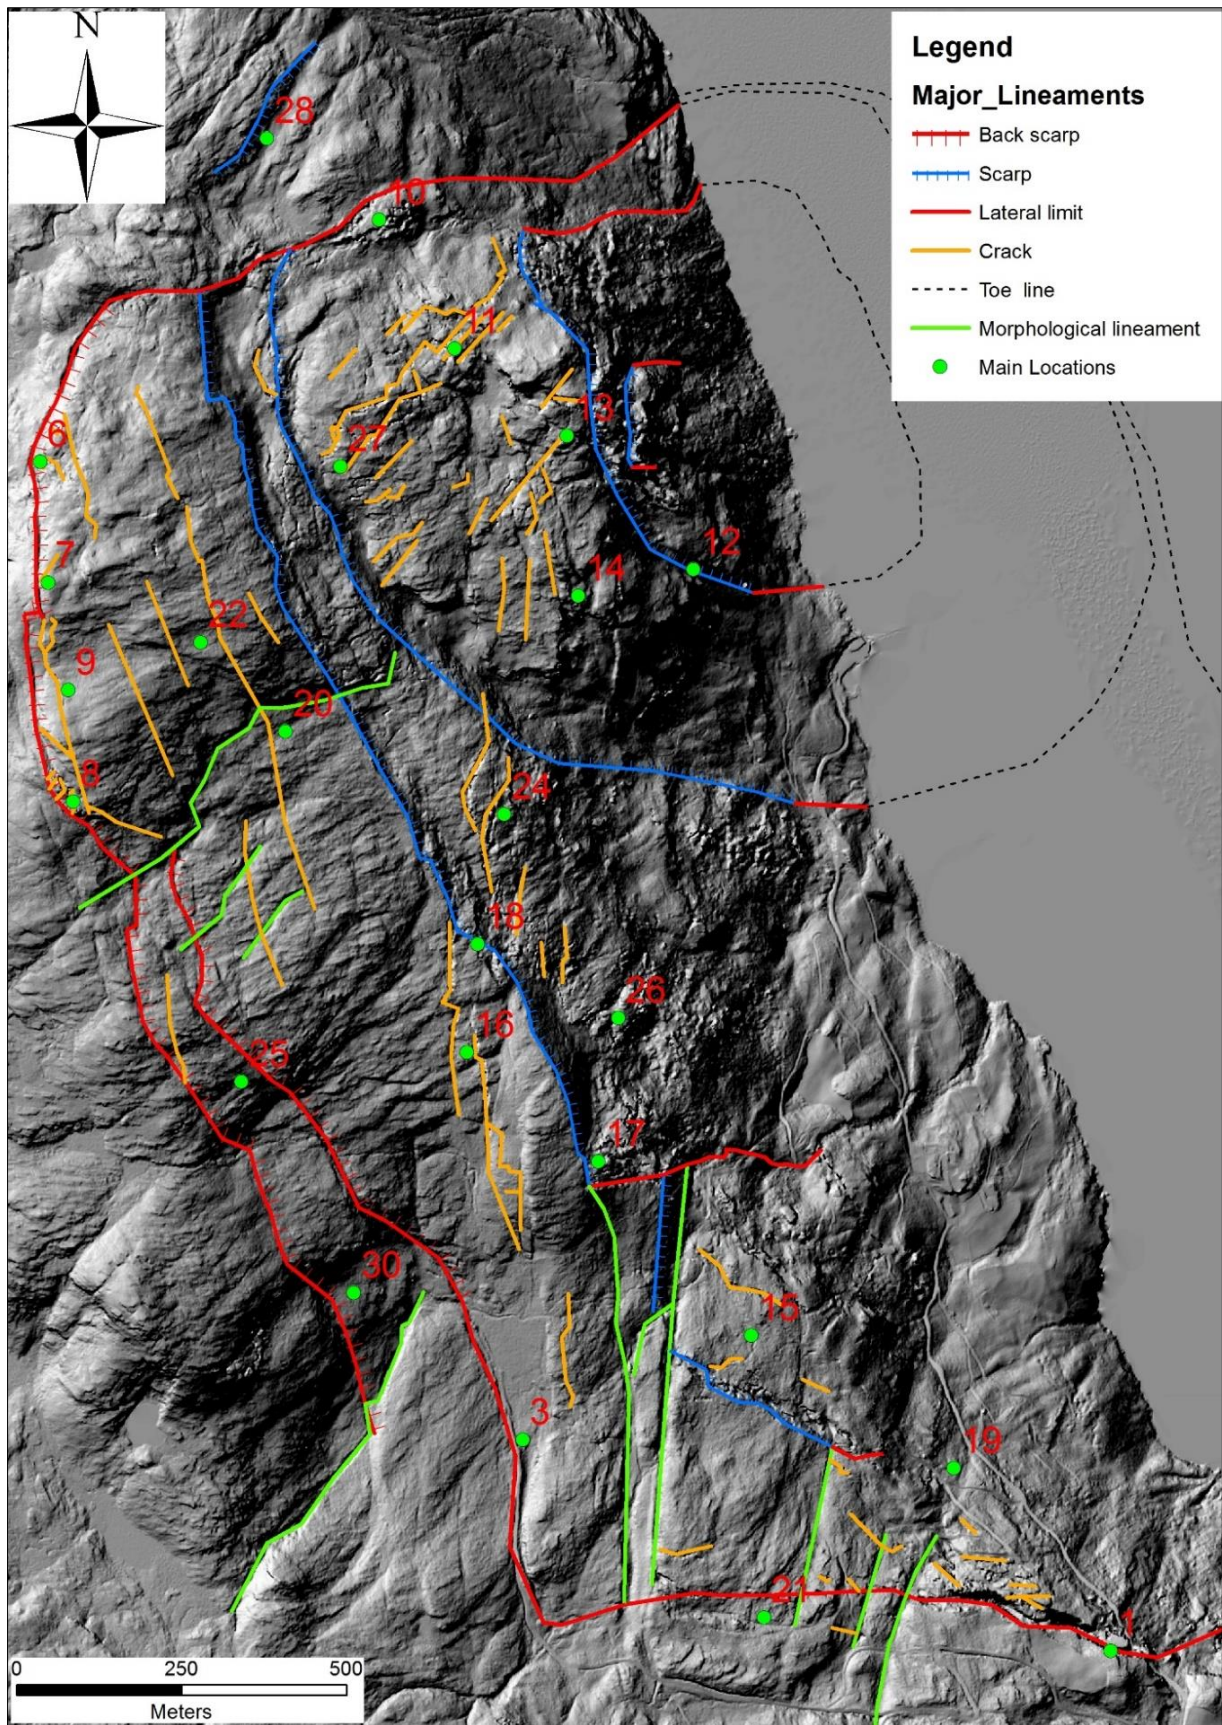 N
Legend
Major_Lineaments
Back scarp
Scarp
Lateral limit
Crack
Toe line
Morphological lineament
Main Locations
28
10
11
6
27
13
7
12
14
22
9
20
8
24
18
26
16
25
17
30
15
3
19
21
1
0 250 500
Meters